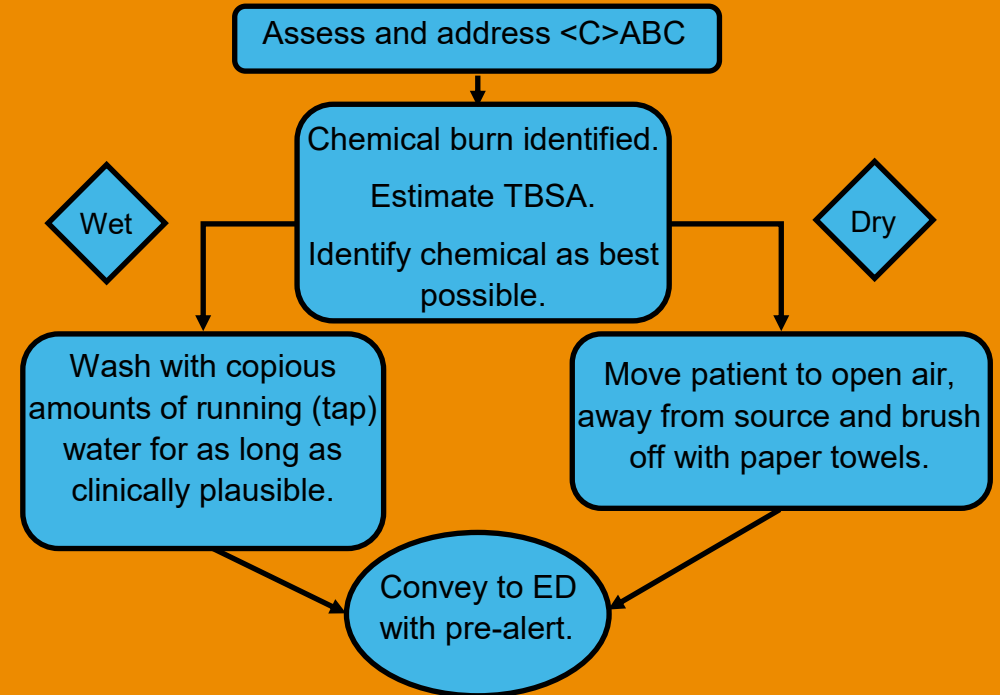 Assess and address <C>ABC
Chemical burn identified.
Estimate TBSA.
Identify chemical as best
possible.
Wet
Dry
Wash with copious
amounts of running (tap)
water for as long as
clinically plausible.
Move patient to open air,
away from source and brush
off with paper towels.
Convey to ED
with pre-alert.